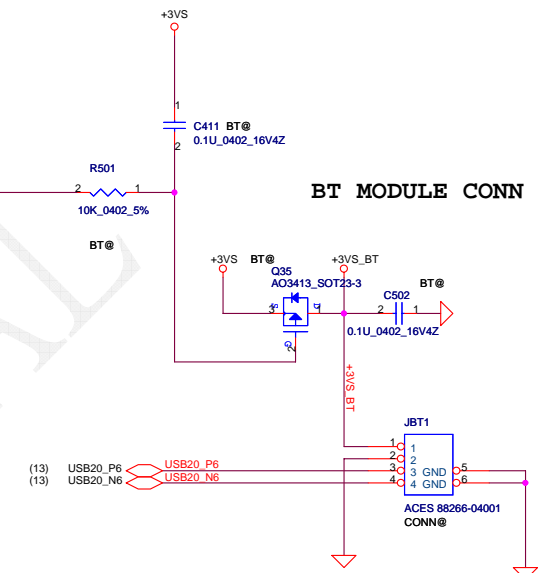 +3VS
1
C411 BT@
2
0.1U_0402_16V4Z
R501
2 1
10K_0402_5%
BT@
BT MODULE CONN
+3VS BT@ +3VS_BT
Q35
AO3413_SOT23-3
S D
3 1
G
2
C502 BT@
2 1
0.1U_0402_16V4Z
+3VS_BT
JBT1
1 1
2 2
(13) USB20_P6 USB20_P6 3 3 GND 5
(13) USB20_N6 USB20_N6 4 4 GND 6
ACES 88266-04001
CONN@